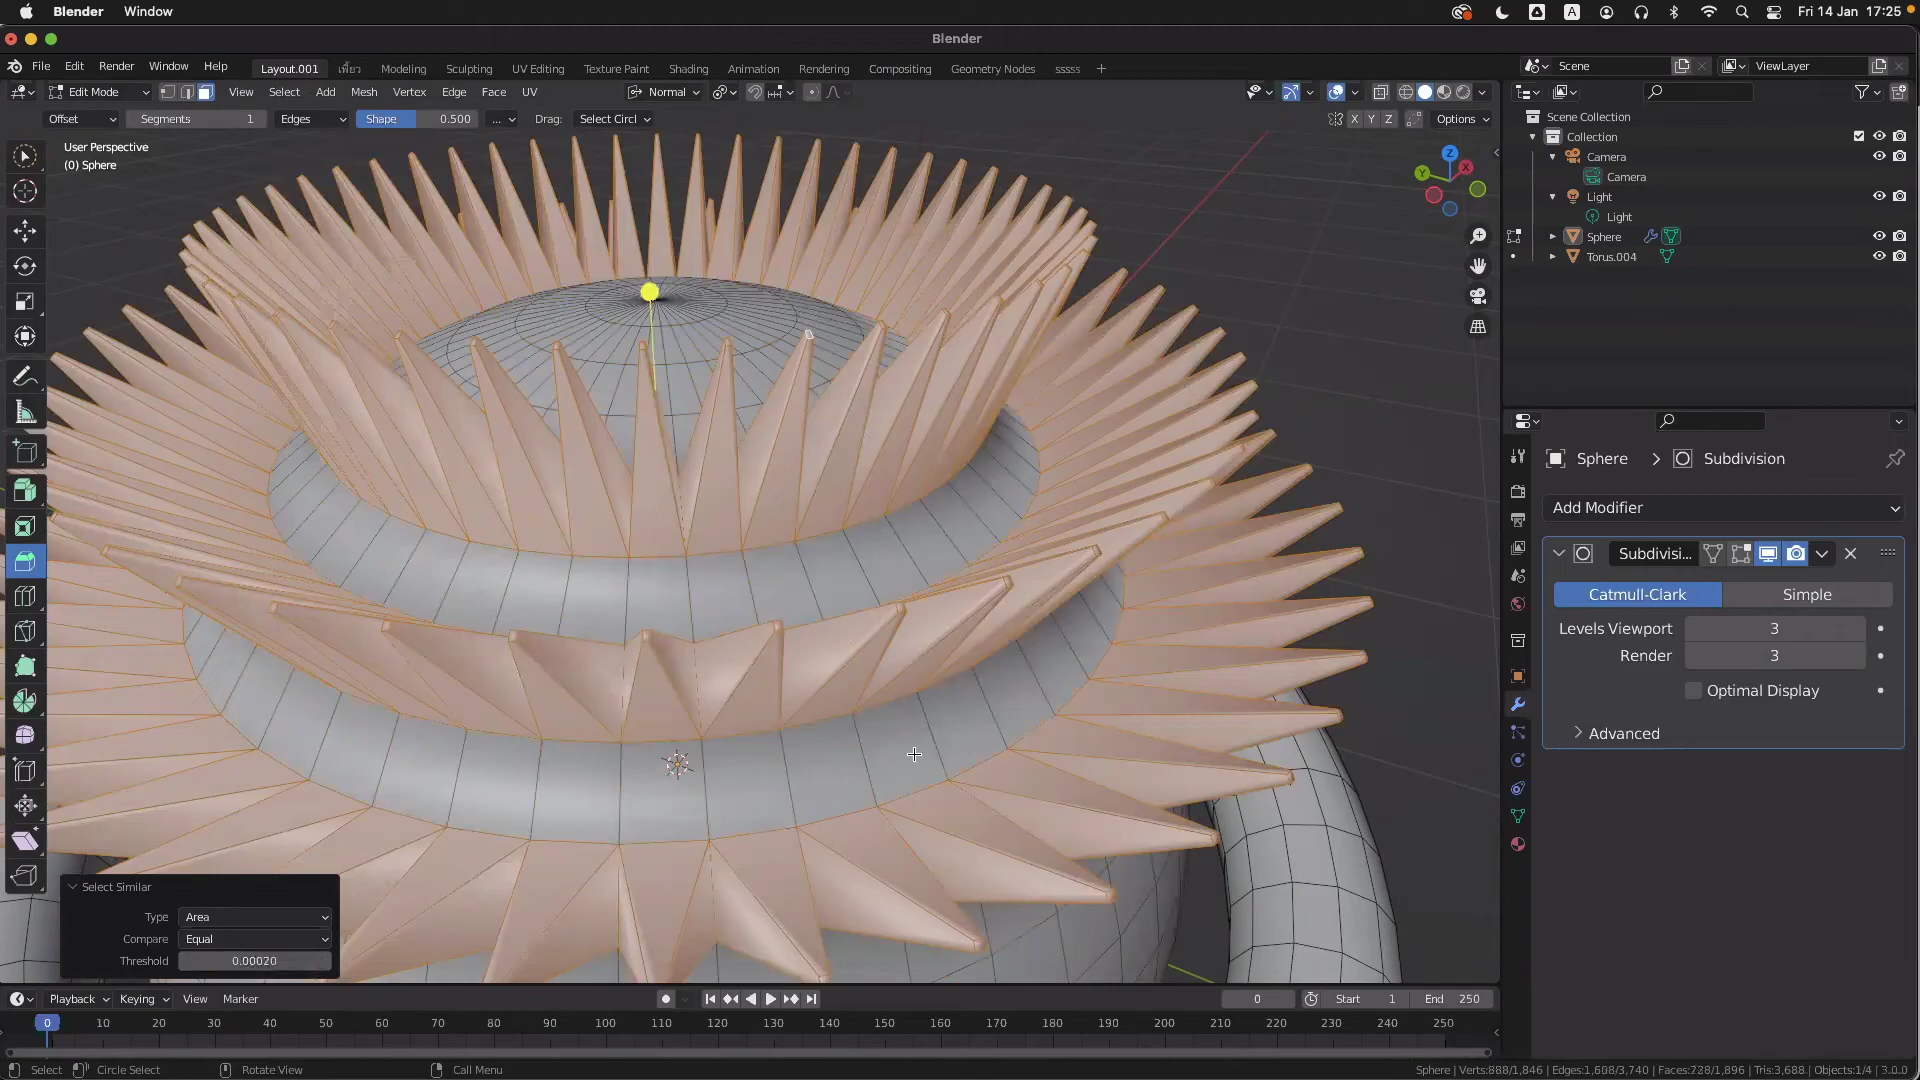 Blender Window Fri 14 Jan 17:25
Blender
File Edit Render Window Help Layout.001 เพี้ยว Modeling Sculpting UV Editing Texture Paint Shading Animation Rendering Compositing Geometry Nodes sssss + Scene ViewLayer
Edit Mode View Select Add Mesh Vertex Edge Face UV Normal
Offset Segments 1 Edges Shape 0.500 ... Drag: Select Circl X Y Z Options
User Perspective
(0) Sphere
Z
X
Y
Scene Collection
Collection
Camera
Camera
Light
Light
Sphere
Torus.004
Sphere > Subdivision
Add Modifier
Subdivisi...
Catmull-Clark Simple
Levels Viewport 3
Render 3
Optimal Display
Advanced
Select Similar
Type Area
Compare Equal
Threshold 0.00020
Playback Keying View Marker 0 Start 1 End 250
0 10 20 30 40 50 60 70 80 90 100 110 120 130 140 150 160 170 180 190 200 210 220 230 240 250
Select Circle Select Rotate View Call Menu Sphere | Verts:888/1,846 | Edges:1,608/3,740 | Faces:728/1,896 | Tris:3,688 | Objects:1/4 | 3.0.0